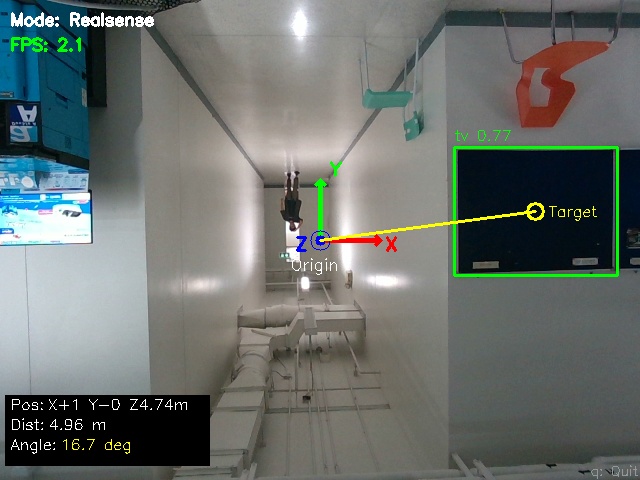 Mode: Realsense
FPS: 2.1
tv 0.77
Y
Target
Z
X
Origin
Pos: X+1 Y-0 Z4.74m
Dist: 4.96 m
Angle: 16.7 deg
q: Quit